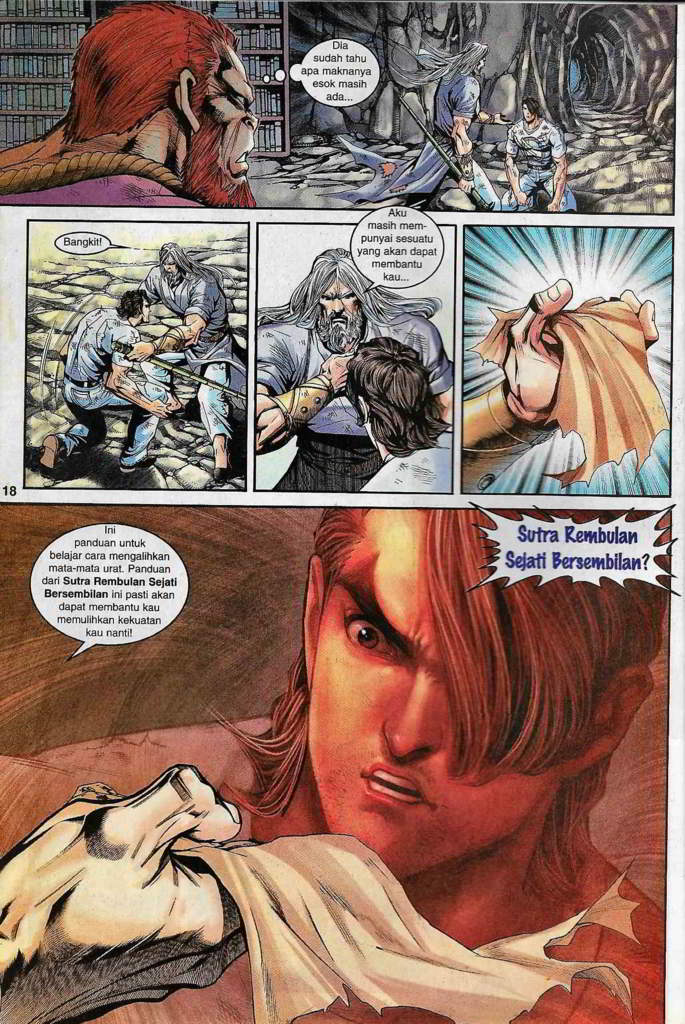 Dia
sudah tahu
apa maknanya
esok masih
ada...
Bangkit!
Aku
masih mem-
punyai sesuatu
yang akan dapat
membantu
kau...
18
Ini
panduan untuk
belajar cara mengalihkan
mata-mata urat. Panduan
dari Sutra Rembulan Sejati
Bersembilan ini pasti akan
dapat membantu kau
memulihkan kekuatan
kau nanti!
Sutra Rembulan
Sejati Bersembilan?